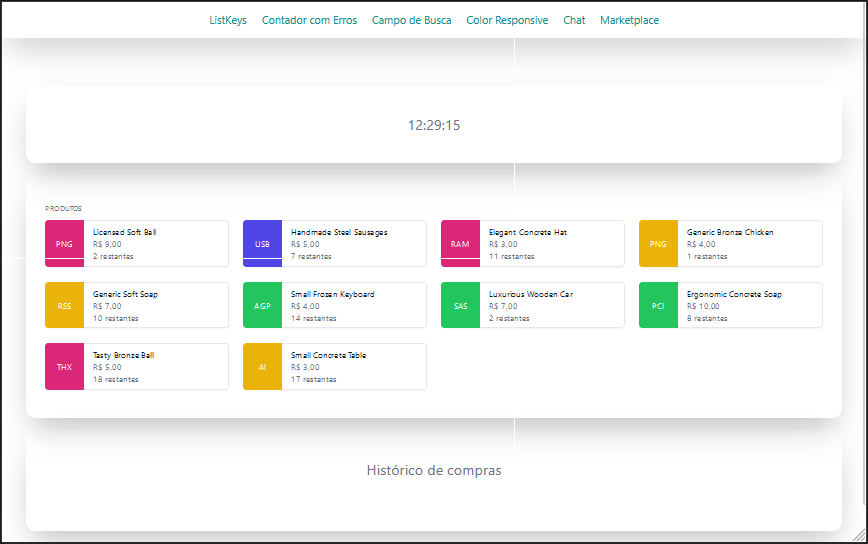 ListKeys Contador com Erros Campo de Busca Color Responsive Chat Marketplace
12:29:15
PRODUTOS
PNG
Licensed Soft Ball
R$ 9,00
2 restantes
USB
Handmade Steel Sausages
R$ 5,00
7 restantes
RAM
Elegant Concrete Hat
R$ 3,00
11 restantes
PNG
Generic Bronze Chicken
R$ 4,00
1 restantes
RSS
Generic Soft Soap
R$ 7,00
10 restantes
AGP
Small Frozen Keyboard
R$ 4,00
14 restantes
SAS
Luxurious Wooden Car
R$ 7,00
2 restantes
PCI
Ergonomic Concrete Soap
R$ 10,00
8 restantes
THX
Tasty Bronze Ball
R$ 5,00
18 restantes
AI
Small Concrete Table
R$ 3,00
17 restantes
Histórico de compras